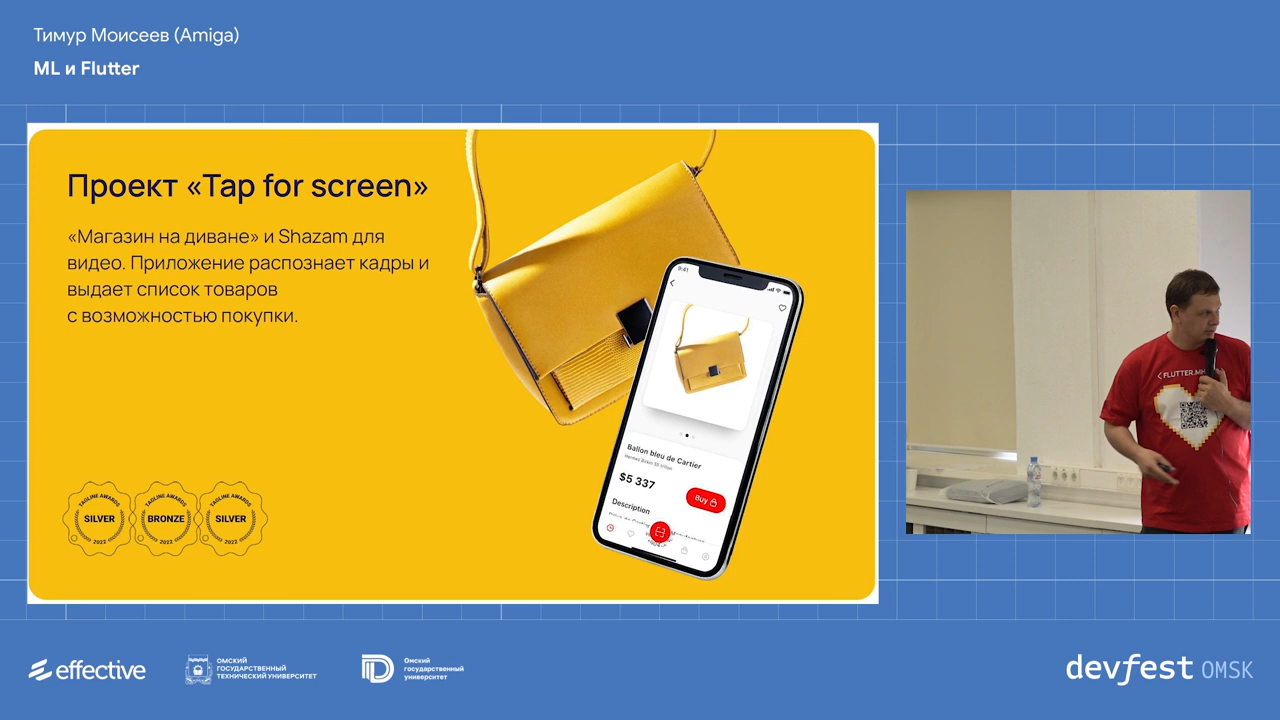 Тимур Моисеев (Amiga)
ML и Flutter
Проект «Tap for screen»
«Магазин на диване» и Shazam для
видео. Приложение распознает кадры и
выдает список товаров
с возможностью покупки.
TAGLINE AWARDS
SILVER
2022
TAGLINE AWARDS
BRONZE
2022
TAGLINE AWARDS
SILVER
2022
9:41
Ballon bleu de Cartier
$5 337
Buy
Description
FLUTTER.МН
effective
ОМСКИЙ
ГОСУДАРСТВЕННЫЙ
ТЕХНИЧЕСКИЙ УНИВЕРСИТЕТ
Омский
государственный
университет
devfest OMSK